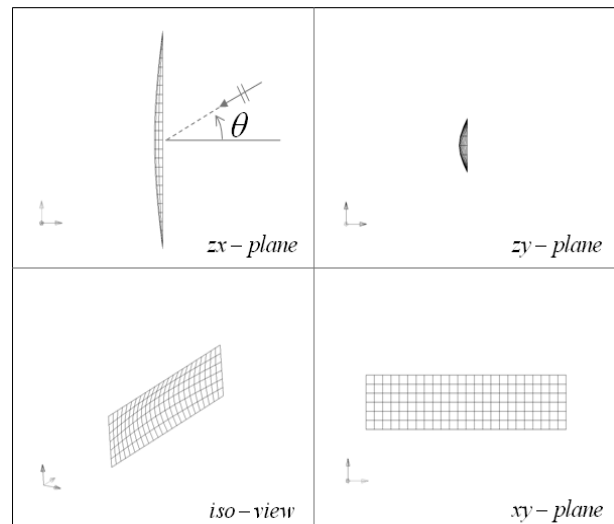 θ
zx – plane
zy – plane
iso – view
xy – plane